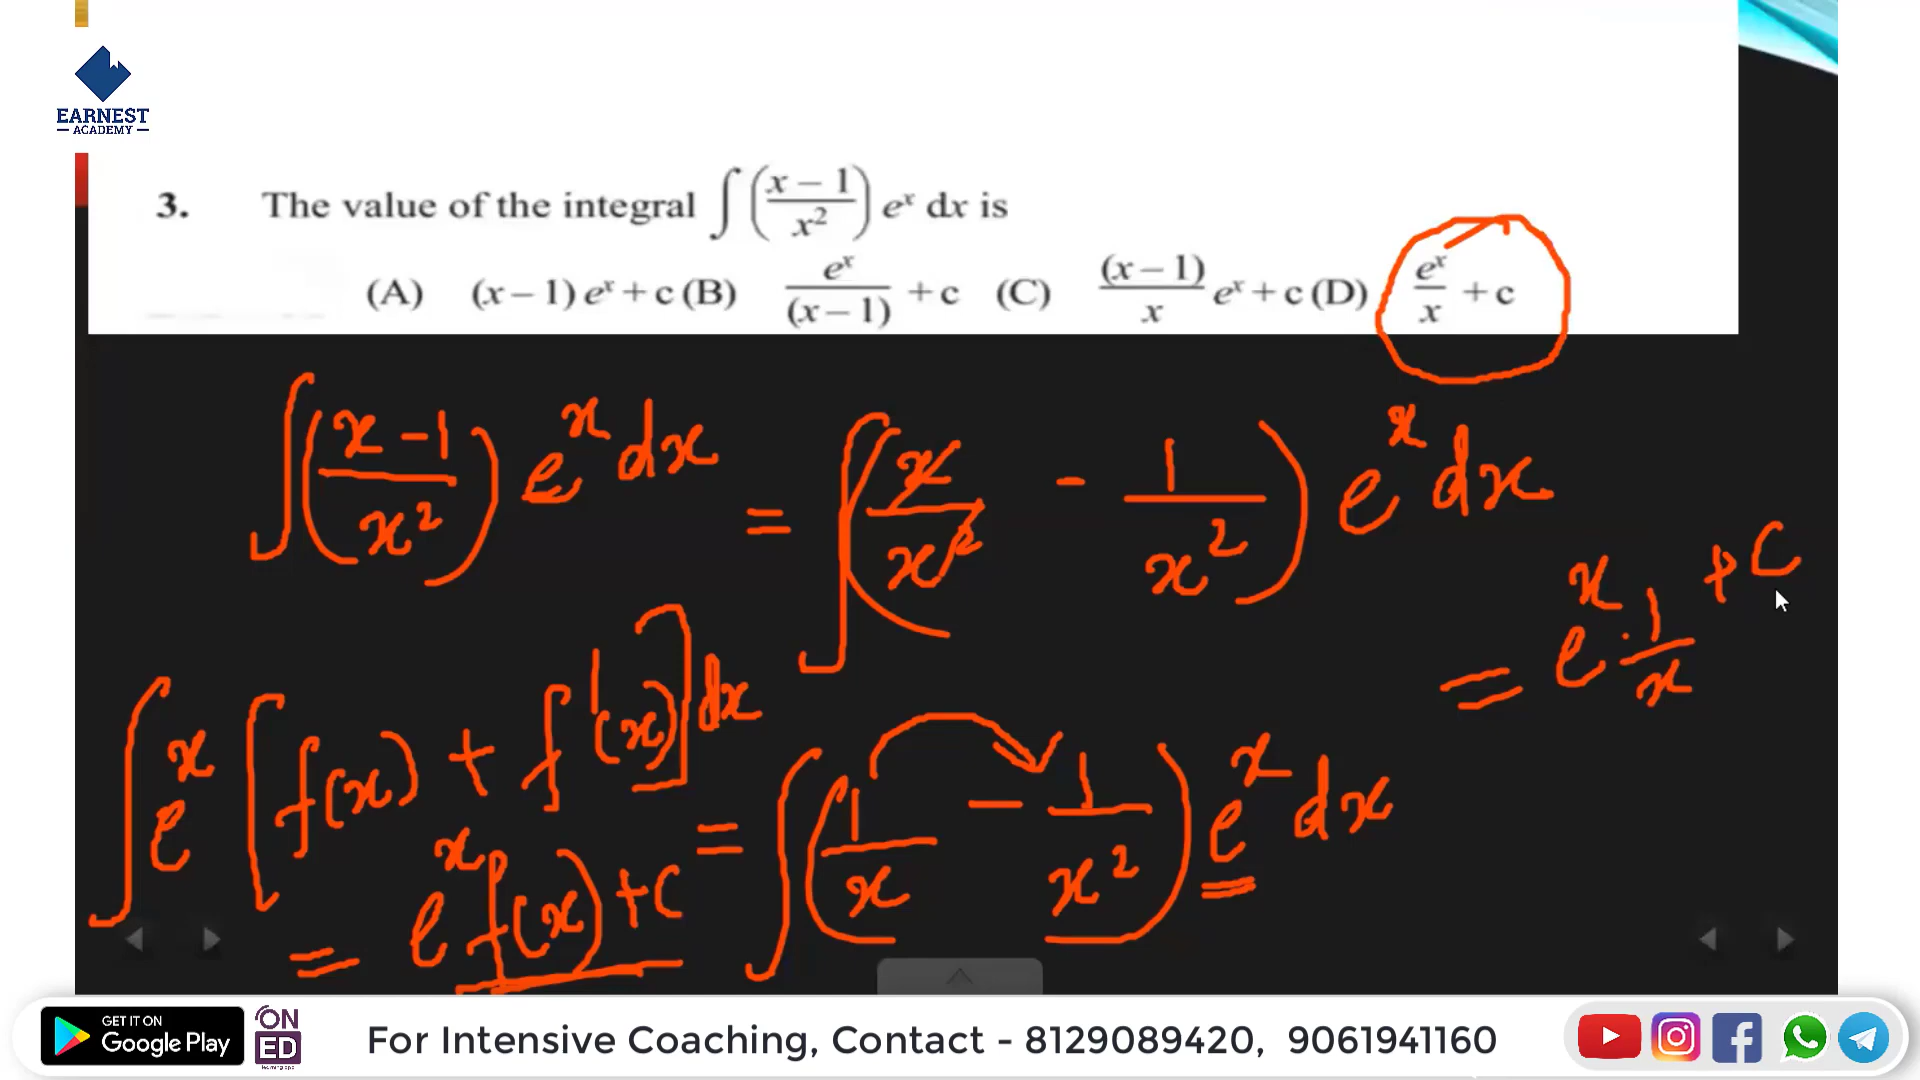 EARNEST
ACADEMY
3. The value of the integral ∫ ((x − 1)/x²) eˣ dx is
(A) (x − 1) eˣ + c (B) eˣ/(x − 1) + c (C) (x − 1)/x eˣ + c (D) eˣ/x + c
∫ ((x − 1)/x²) eˣ dx = ∫ (x/x² − 1/x²) eˣ dx
= eˣ · 1/x + C
∫ eˣ [f(x) + f'(x)] dx
= ∫ (1/x − 1/x²) eˣ dx
= eˣ f(x) + C
GET IT ON
Google Play
ON
ED
For Intensive Coaching, Contact - 8129089420, 9061941160